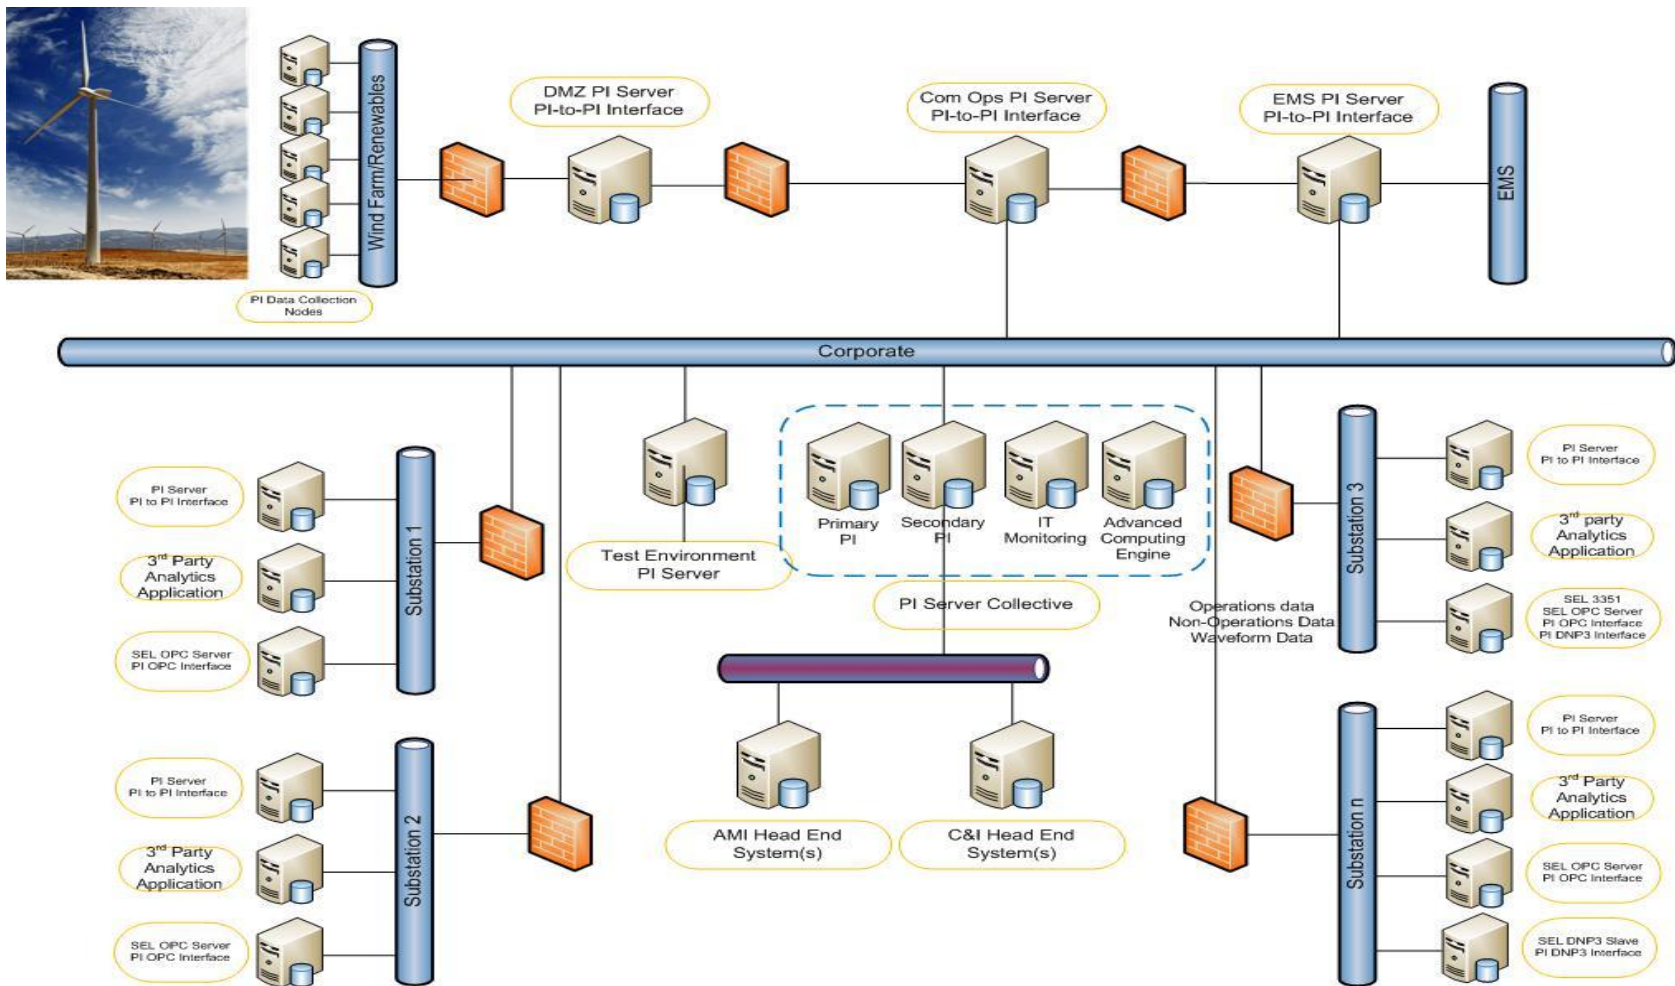 DMZ PI Server
PI-to-PI Interface
Com Ops PI Server
PI-to-PI Interface
EMS PI Server
PI-to-PI Interface
Wind Farm/Renewables
EMS
PI Data Collection
Nodes
Corporate
PI Server
PI to PI Interface
3rd Party
Analytics
Application
SEL OPC Server
PI OPC Interface
Substation 1
Test Environment
PI Server
Primary
PI
Secondary
PI
IT
Monitoring
Advanced
Computing
Engine
PI Server Collective
Operations data
Non-Operations Data
Waveform Data
Substation 3
PI Server
PI to PI Interface
3rd party
Analytics
Application
SEL 3351
SEL OPC Server
PI OPC Interface
PI DNP3 Interface
PI Server
PI to PI Interface
3rd Party
Analytics
Application
SEL OPC Server
PI OPC Interface
Substation 2
AMI Head End
System(s)
C&I Head End
System(s)
Substation n
PI Server
PI to PI Interface
3rd Party
Analytics
Application
SEL OPC Server
PI OPC Interface
SEL DNP3 Slave
PI DNP3 Interface